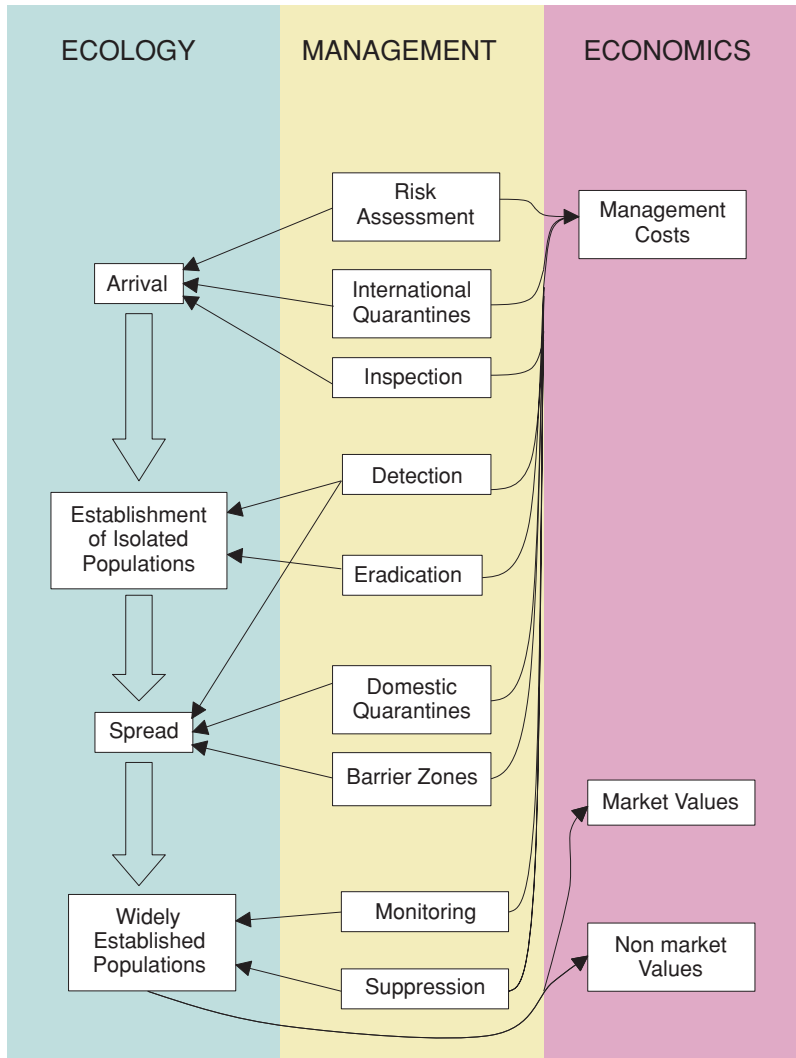 ECOLOGY
MANAGEMENT
ECONOMICS
Risk
Assessment
Management
Costs
Arrival
International
Quarantines
Inspection
Detection
Establishment
of Isolated
Populations
Eradication
Domestic
Quarantines
Spread
Barrier Zones
Market Values
Widely
Established
Populations
Monitoring
Non market
Values
Suppression